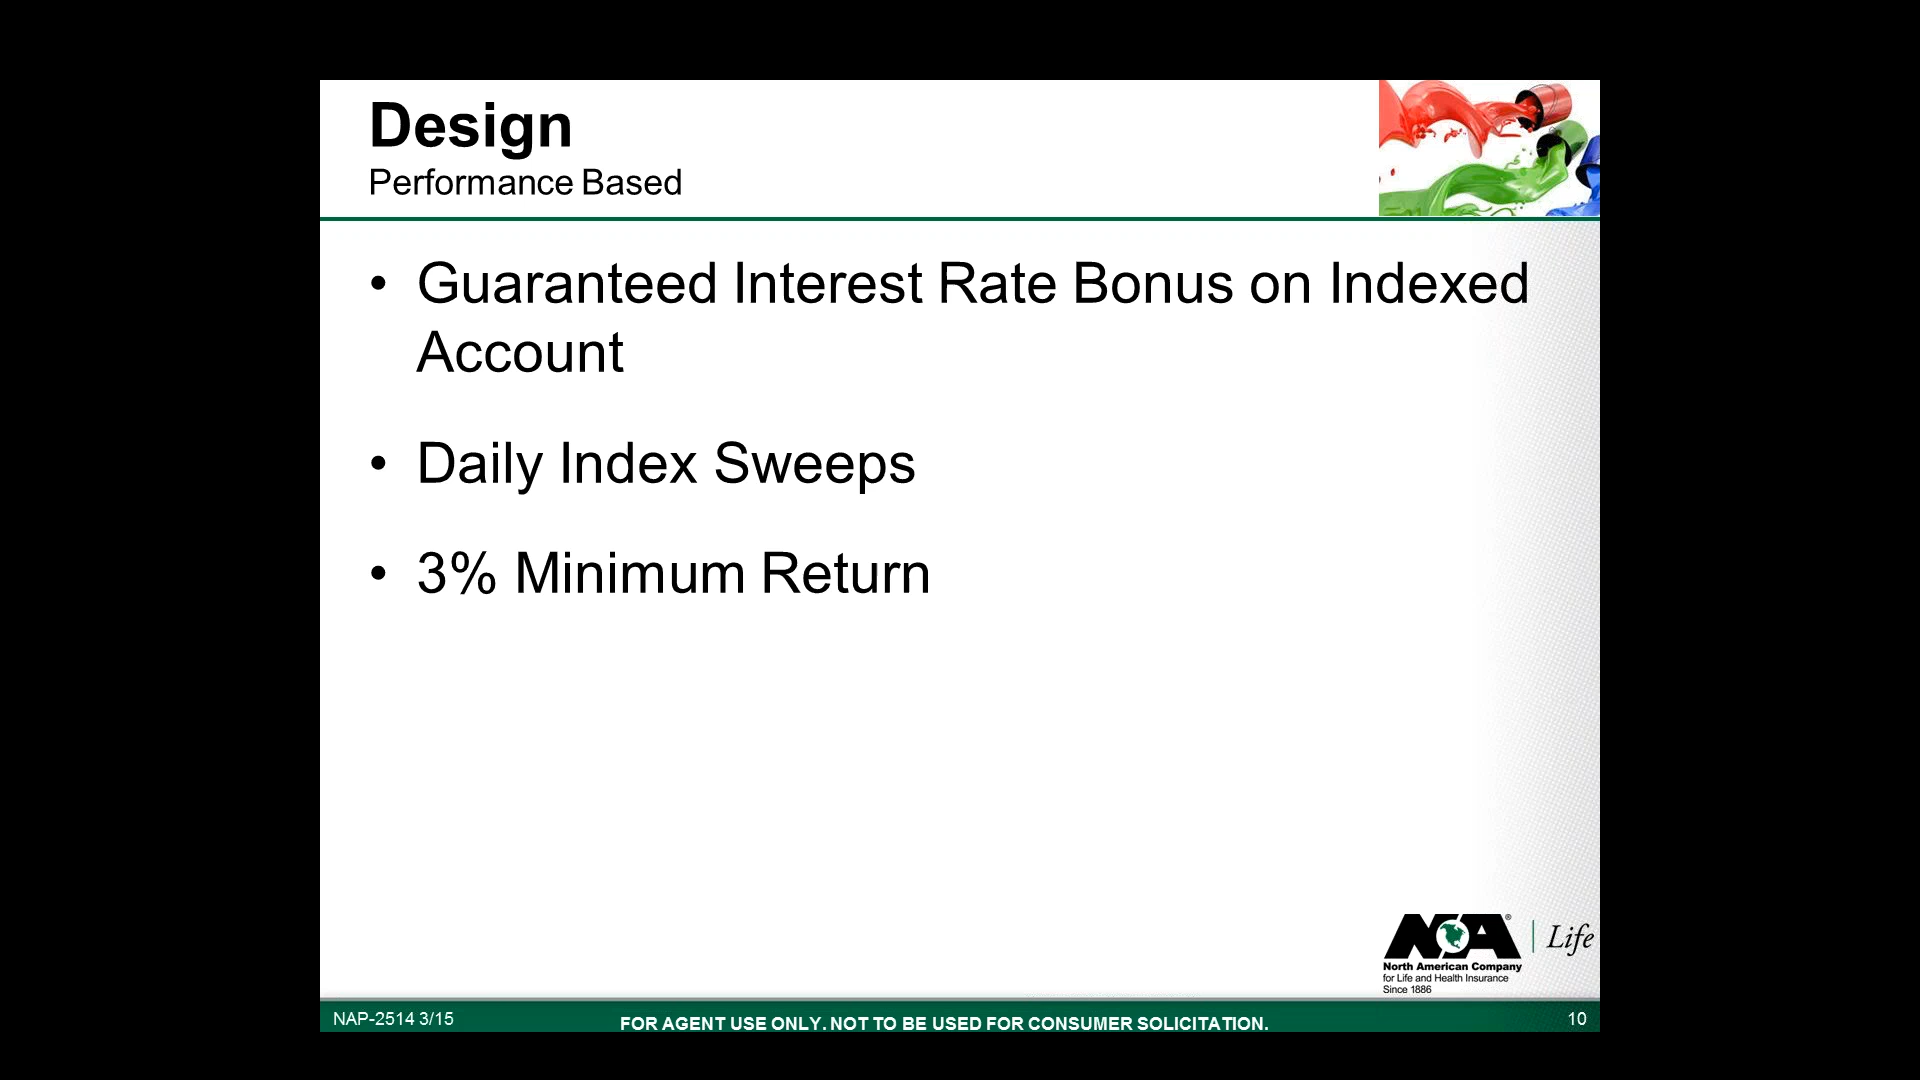 Design
Performance Based
• Guaranteed Interest Rate Bonus on Indexed
Account
• Daily Index Sweeps
• 3% Minimum Return
NA®
Life
North American Company
for Life and Health Insurance
Since 1886
NAP-2514 3/15
FOR AGENT USE ONLY. NOT TO BE USED FOR CONSUMER SOLICITATION.
10